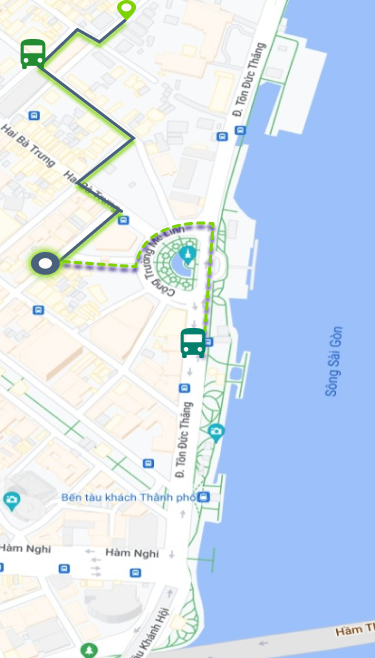 Đ. Tôn Đức Thắng
Hai Bà Trưng
Hai Bà Trưng
Công Trường Mê Linh
Sông Sài Gòn
Đ. Tôn Đức Thắng
Bến tàu khách Thành phố
Hàm Nghi
Hàm Nghi
Khánh Hội
Hầm